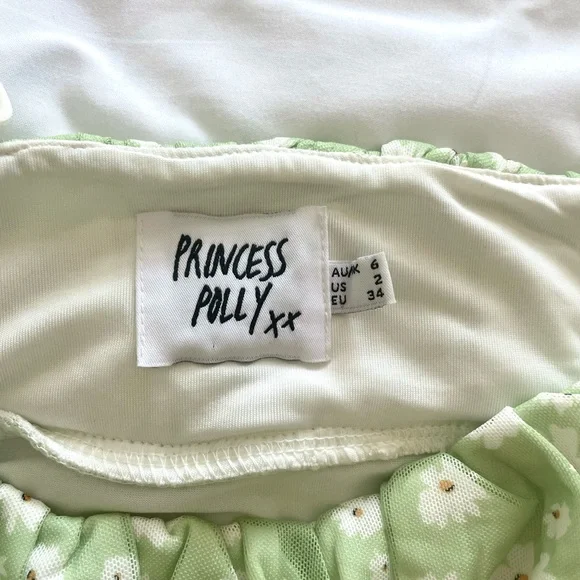 PRINCESS
POLLY xx
AU/UK 6
US 2
EU 34